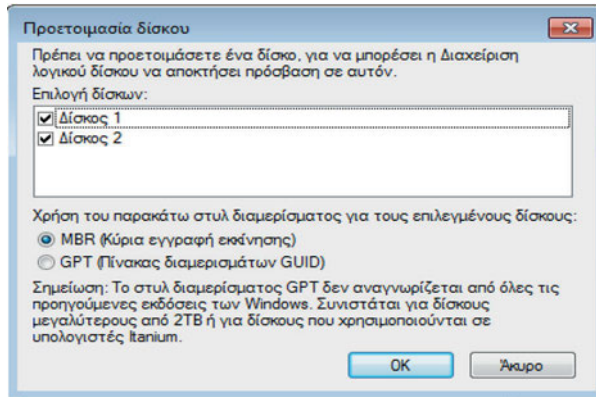 Προετοιμασία δίσκου
Πρέπει να προετοιμάσετε ένα δίσκο, για να μπορέσει η Διαχείριση
λογικού δίσκου να αποκτήσει πρόσβαση σε αυτόν.
Επιλογή δίσκων:
Δίσκος 1
Δίσκος 2
Χρήση του παρακάτω στυλ διαμερίσματος για τους επιλεγμένους δίσκους:
MBR (Κύρια εγγραφή εκκίνησης)
GPT (Πίνακας διαμερισμάτων GUID)
Σημείωση: Το στυλ διαμερίσματος GPT δεν αναγνωρίζεται από όλες τις
προηγούμενες εκδόσεις των Windows. Συνιστάται για δίσκους
μεγαλύτερους από 2TB ή για δίσκους που χρησιμοποιούνται σε
υπολογιστές Itanium.
OK Άκυρο